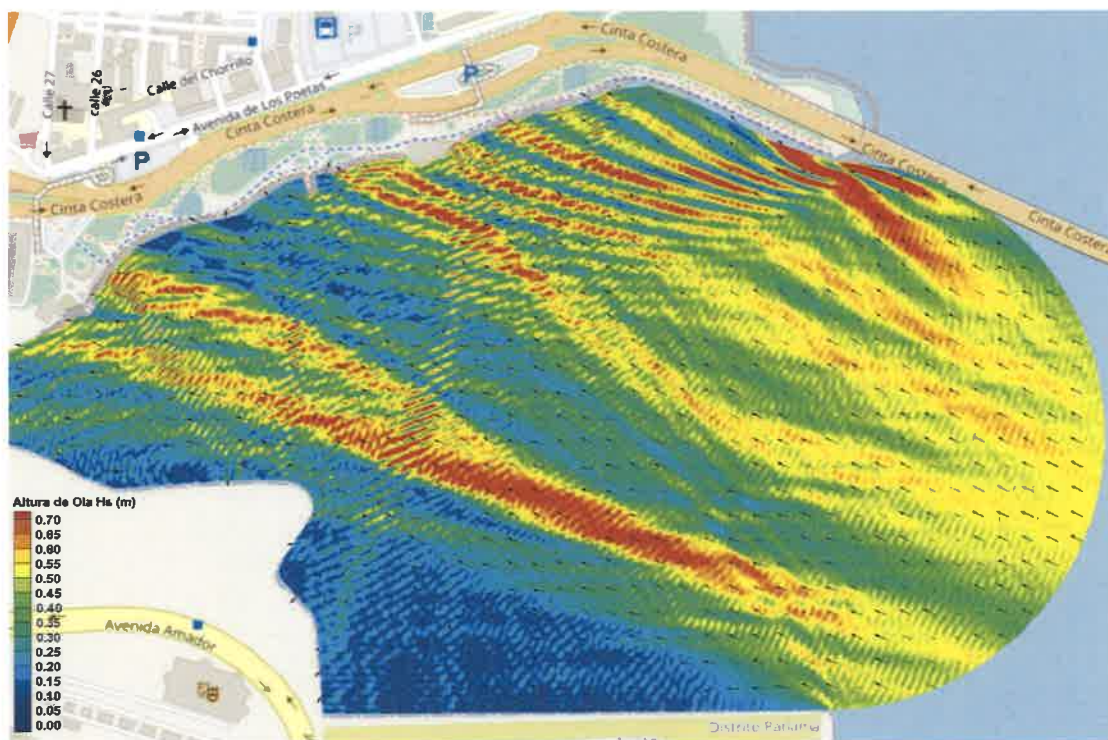 Cinta Costera
Calle 27
Calle 26
Calle del Chorrillo
Avenida de Los Poetas
P
Cinta Costera
P
Cinta Costera
Cinta Costera
Cinta Costera
Altura de Ola Hs (m)
0.70
0.65
0.60
0.55
0.50
0.45
0.40
0.35
0.30
0.25
0.20
0.15
0.10
0.05
0.00
Avenida Amador
Distrito Panamá